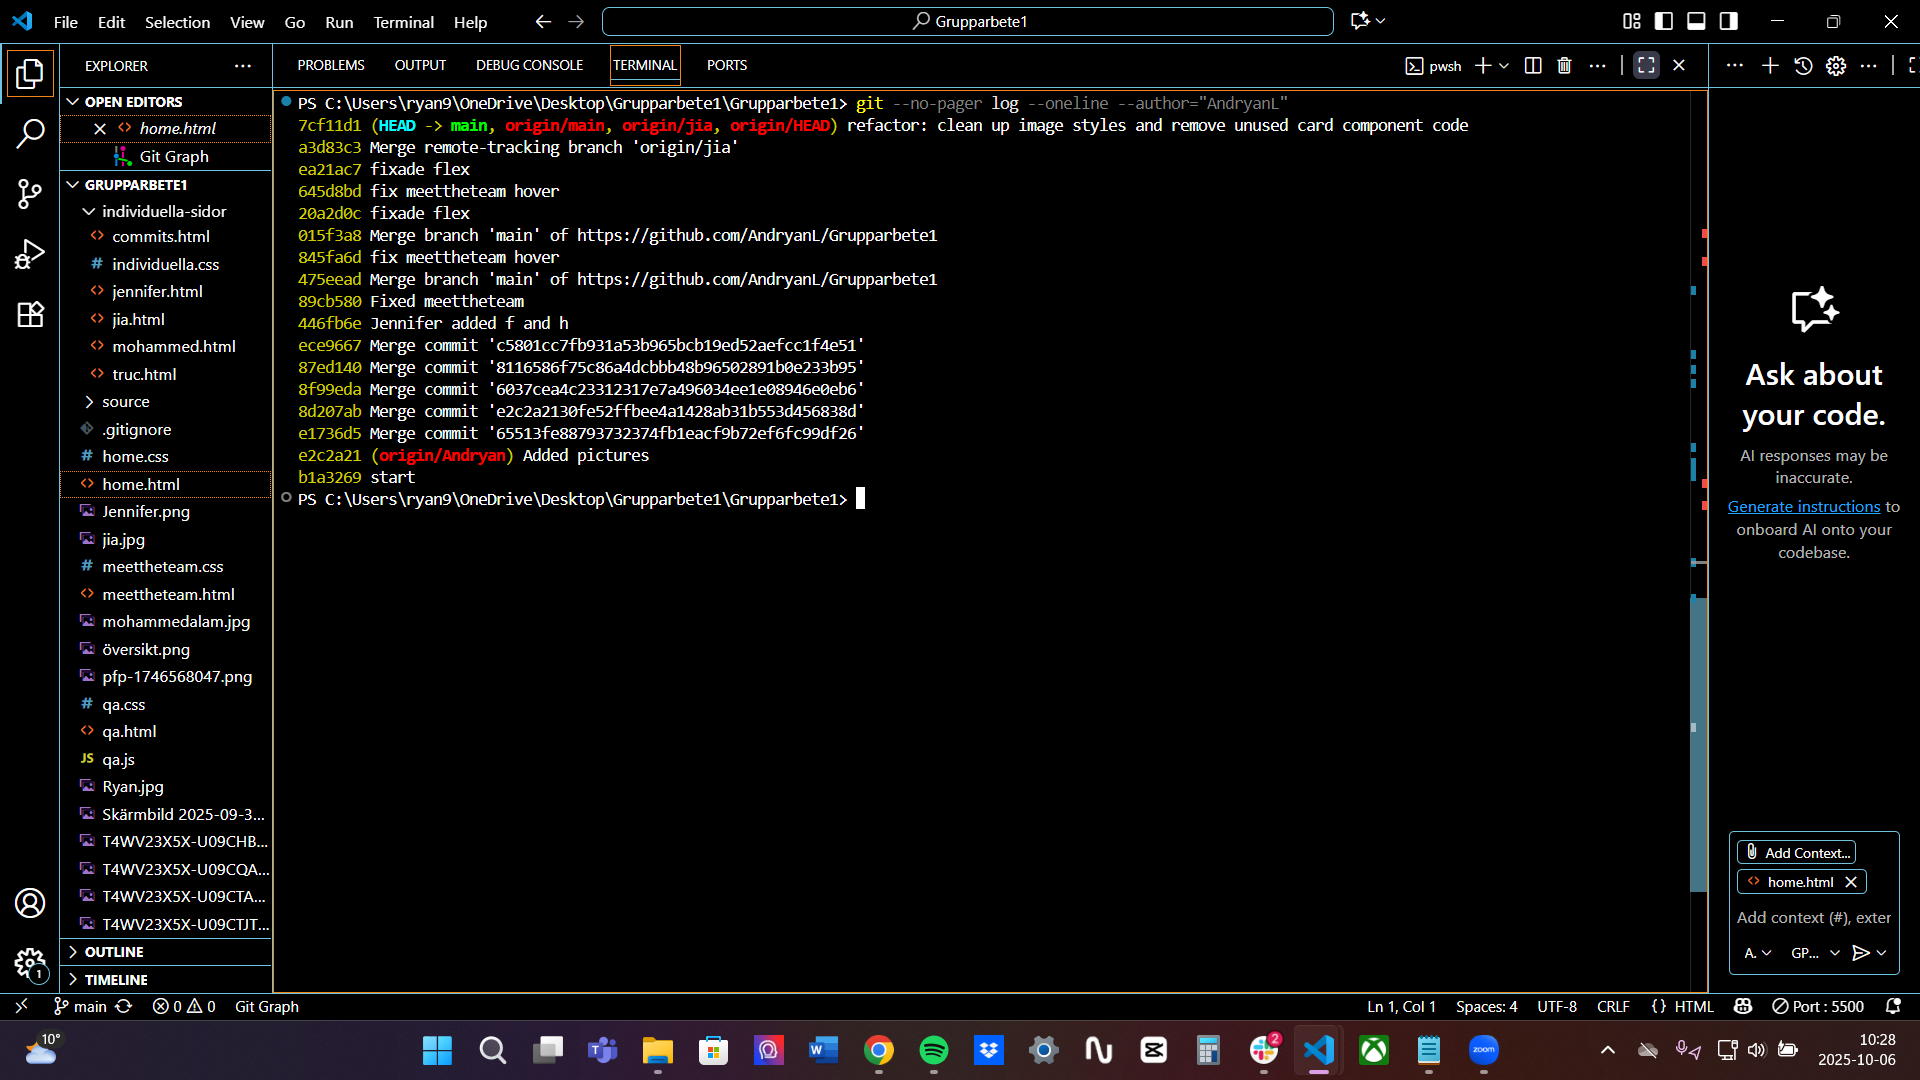 File Edit Selection View Go Run Terminal Help
Grupparbete1
EXPLORER
OPEN EDITORS
home.html
Git Graph
GRUPPARBETE1
individuella-sidor
commits.html
individuella.css
jennifer.html
jia.html
mohammed.html
truc.html
source
.gitignore
home.css
home.html
Jennifer.png
jia.jpg
meettheteam.css
meettheteam.html
mohammedalam.jpg
översikt.png
pfp-1746568047.png
qa.css
qa.html
JS qa.js
Ryan.jpg
Skärmbild 2025-09-3...
T4WV23X5X-U09CHB...
T4WV23X5X-U09CQA...
T4WV23X5X-U09CTA...
T4WV23X5X-U09CTJT...
OUTLINE
TIMELINE
PROBLEMS OUTPUT DEBUG CONSOLE TERMINAL PORTS
pwsh
PS C:\Users\ryan9\OneDrive\Desktop\Grupparbete1\Grupparbete1> git --no-pager log --oneline --author="AndryanL"
7cf11d1 (HEAD -> main, origin/main, origin/jia, origin/HEAD) refactor: clean up image styles and remove unused card component code
a3d83c3 Merge remote-tracking branch 'origin/jia'
ea21ac7 fixade flex
645d8bd fix meettheteam hover
20a2d0c fixade flex
015f3a8 Merge branch 'main' of https://github.com/AndryanL/Grupparbete1
845fa6d fix meettheteam hover
475eead Merge branch 'main' of https://github.com/AndryanL/Grupparbete1
89cb580 Fixed meettheteam
446fb6e Jennifer added f and h
ece9667 Merge commit 'c5801cc7fb931a53b965bcb19ed52aefcc1f4e51'
87ed140 Merge commit '8116586f75c86a4dcbbb48b96502891b0e233b95'
8f99eda Merge commit '6037cea4c23312317e7a496034ee1e08946e0eb6'
8d207ab Merge commit 'e2c2a2130fe52ffbee4a1428ab31b553d456838d'
e1736d5 Merge commit '65513fe88793732374fb1eacf9b72ef6fc99df26'
e2c2a21 (origin/Andryan) Added pictures
b1a3269 start
PS C:\Users\ryan9\OneDrive\Desktop\Grupparbete1\Grupparbete1>
Ask about
your code.
AI responses may be
inaccurate.
Generate instructions to
onboard AI onto your
codebase.
Add Context...
home.html
Add context (#), exter
A. GP...
1
main 0 0 Git Graph
Ln 1, Col 1 Spaces: 4 UTF-8 CRLF {} HTML Port : 5500
10°
2
zoom
10:28
2025-10-06